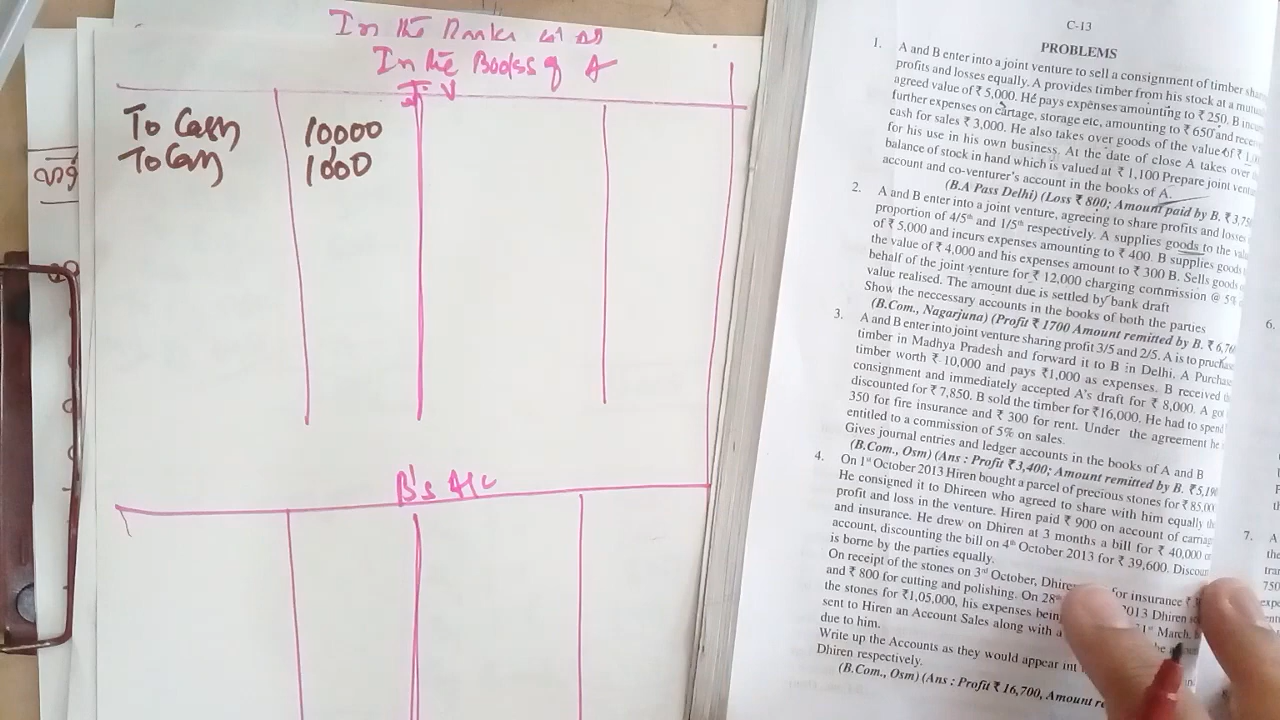 In the Books of A
J. V
To Cash 10000
To Cash 1000
B's A/c
C-13
PROBLEMS
1. A and B enter into a joint venture to sell a consignment of timber
profits and losses equally. A provides timber from his stock at a
agreed value of ₹ 5,000. He pays expenses amounting to ₹ 250. B
further expenses on cartage, storage etc, amounting to ₹ 650 and
cash for sales ₹ 3,000. He also takes over goods of the value of ₹
for his use in his own business. At the date of close A takes over
balance of stock in hand which is valued at ₹ 1,100 Prepare joint
account and co-venturer's account in the books of A.
(B.A Pass Delhi) (Loss ₹ 800; Amount paid by B. ₹
2. A and B enter into a joint venture, agreeing to share profits and losses
proportion of 4/5th and 1/5th respectively. A supplies goods to the
of ₹ 5,000 and incurs expenses amounting to ₹ 400. B supplies goods
the value of ₹ 4,000 and his expenses amount to ₹ 300 B. Sells goods
behalf of the joint venture for ₹ 12,000 charging commission @ 5%
value realised. The amount due is settled by bank draft
Show the neccessary accounts in the books of both the parties
(B.Com., Nagarjuna) (Profit ₹ 1700 Amount remitted by B. ₹
3. A and B enter into joint venture sharing profit 3/5 and 2/5. A is to
timber in Madhya Pradesh and forward it to B in Delhi. A
timber worth ₹ 10,000 and pays ₹1,000 as expenses. B received
consignment and immediately accepted A's draft for ₹ 8,000. A
discounted for ₹ 7,850. B sold the timber for ₹16,000. He had to spend
350 for fire insurance and ₹ 300 for rent. Under the agreement he
entitled to a commission of 5% on sales.
Gives journal entries and ledger accounts in the books of A and B
(B.Com., Osm) (Ans : Profit ₹3,400; Amount remitted by B. ₹
4. On 1st October 2013 Hiren bought a parcel of precious stones for ₹
He consigned it to Dhireen who agreed to share with him equally
profit and loss in the venture. Hiren paid ₹ 900 on account of
and insurance. He drew on Dhiren at 3 months a bill for ₹ 40,000
account, discounting the bill on 4th October 2013 for ₹ 39,600.
is borne by the parties equally.
On receipt of the stones on 3rd October, for insurance ₹
and ₹ 800 for cutting and polishing. On 2013 Dhiren
the stones for ₹1,05,000, his expenses March,
sent to Hiren an Account Sales along with a
due to him.
Write up the Accounts as they would appear
Dhiren respectively.
(B.Com., Osm) (Ans : Profit ₹ 16,700, Amount
6.
7. A
the
750